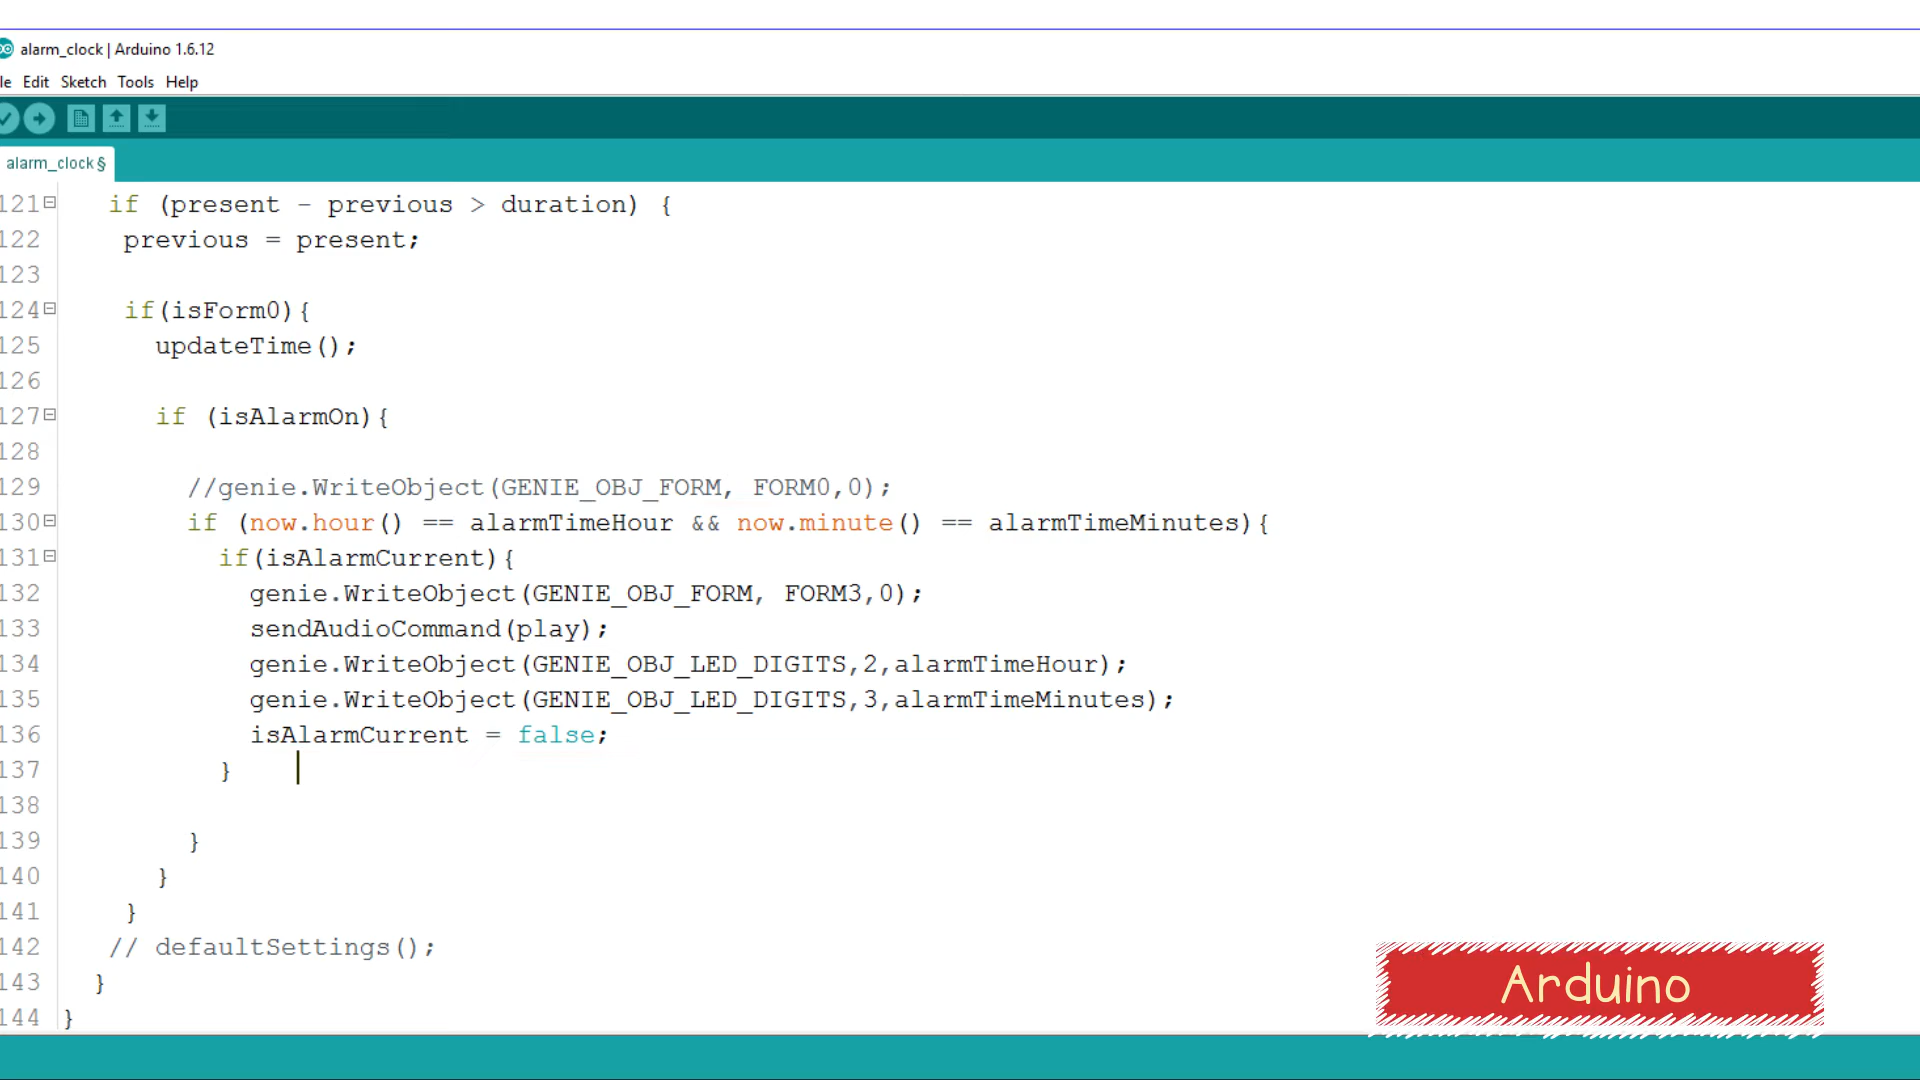 alarm_clock | Arduino 1.6.12
le Edit Sketch Tools Help
alarm_clock §
121 if (present - previous > duration) {
122 previous = present;
123
124 if(isForm0){
125 updateTime();
126
127 if (isAlarmOn){
128
129 //genie.WriteObject(GENIE_OBJ_FORM, FORM0,0);
130 if (now.hour() == alarmTimeHour && now.minute() == alarmTimeMinutes){
131 if(isAlarmCurrent){
132 genie.WriteObject(GENIE_OBJ_FORM, FORM3,0);
133 sendAudioCommand(play);
134 genie.WriteObject(GENIE_OBJ_LED_DIGITS,2,alarmTimeHour);
135 genie.WriteObject(GENIE_OBJ_LED_DIGITS,3,alarmTimeMinutes);
136 isAlarmCurrent = false;
137 }
138
139 }
140 }
141 }
142 // defaultSettings();
143 }
144 }
Arduino